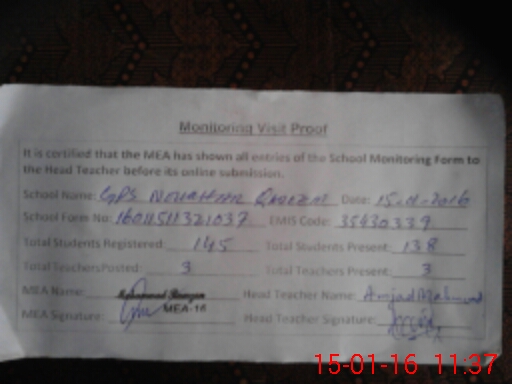 Monitoring Visit Proof
It is certified that the MEA has shown all entries of the School Monitoring Form to
the Head Teacher before its online submission.
School Name: GPS Date: 15-01-2016
School Form No: EMIS Code: 35430339
Total Students Registered: 145 Total Students Present: 138
Total Teachers Posted: 3 Total Teachers Present: 3
MEA Name: Muhammad Head Teacher Name: Amjad Mahmood
MEA Signature: MEA-16 Head Teacher Signature:
15-01-16 11:37